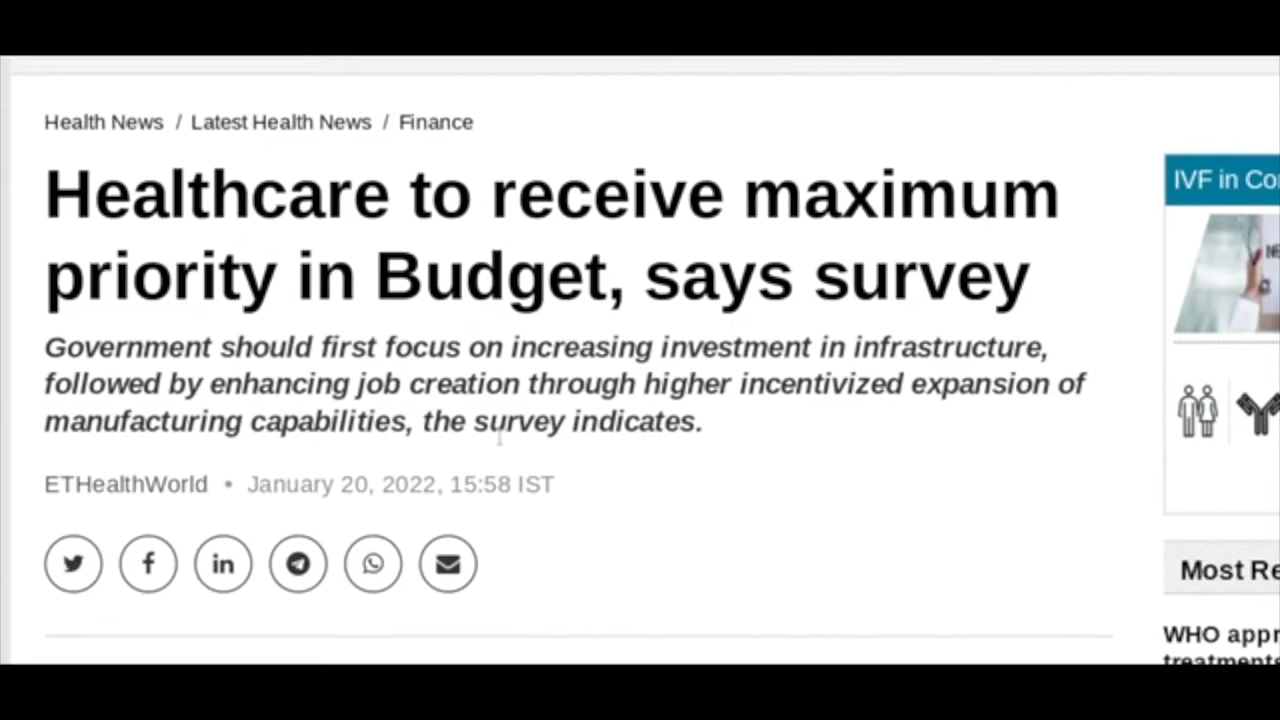 Health News / Latest Health News / Finance
Healthcare to receive maximum
priority in Budget, says survey
Government should first focus on increasing investment in infrastructure,
followed by enhancing job creation through higher incentivized expansion of
manufacturing capabilities, the survey indicates.
ETHealthWorld • January 20, 2022, 15:58 IST
IVF in
Most
WHO
treatments